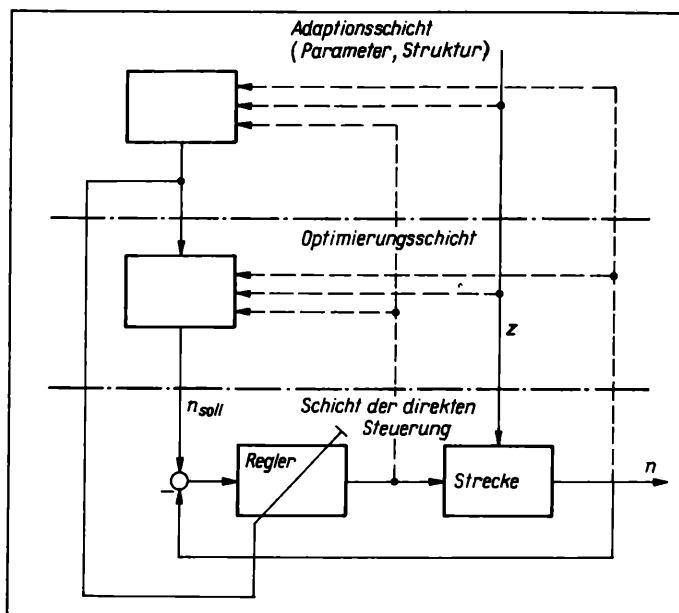 Adaptionsschicht
(Parameter, Struktur)
Optimierungsschicht
z
n_soll
Schicht der direkten
Steuerung
Regler
Strecke
n
−